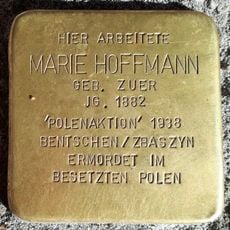 HIER ARBEITETE
MARIE HOFFMANN
GEB. ZUER
JG. 1882
'POLENAKTION' 1938
BENTSCHEN/ZBASZYN
ERMORDET IM
BESETZTEN POLEN